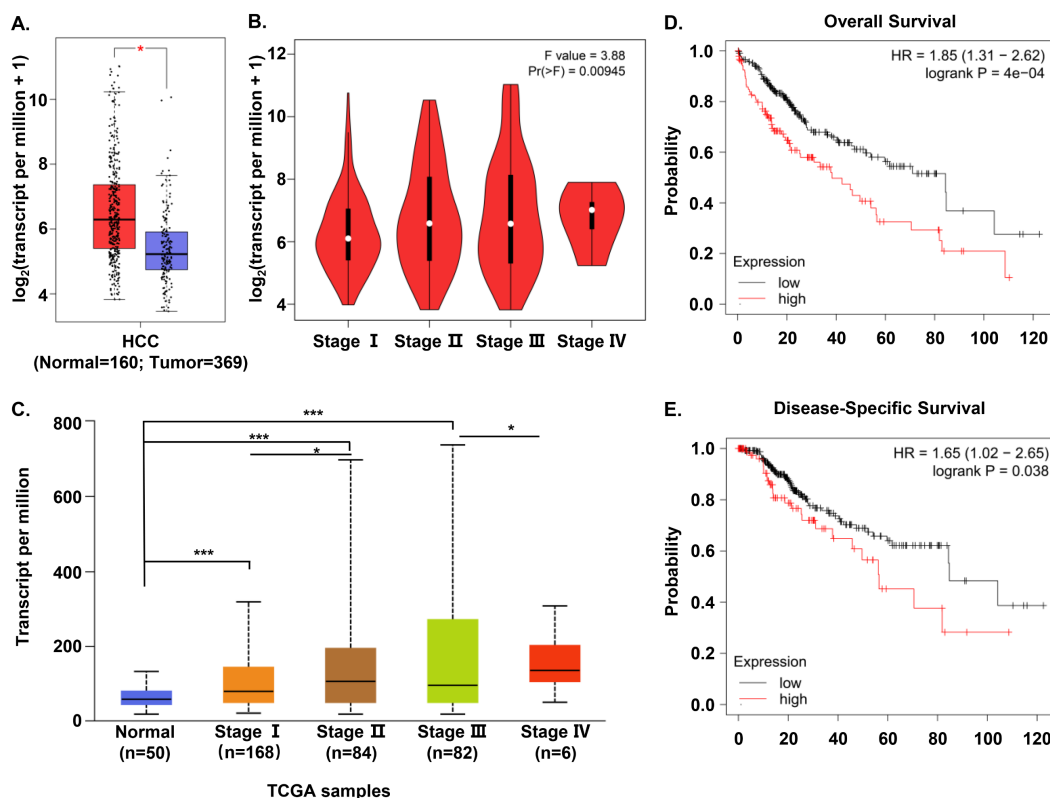 A.
log₂(transcript per million + 1)
10
8
6
4
*
HCC
(Normal=160; Tumor=369)
B.
log₂(transcript per million + 1)
12
10
8
6
4
F value = 3.88
Pr(>F) = 0.00945
Stage Ⅰ Stage Ⅱ Stage Ⅲ Stage Ⅳ
C.
Transcript per million
800
600
400
200
0
***
***
*
*
***
Normal Stage Ⅰ Stage Ⅱ Stage Ⅲ Stage Ⅳ
(n=50) (n=168) (n=84) (n=82) (n=6)
TCGA samples
D.
Overall Survival
HR = 1.85 (1.31 − 2.62)
logrank P = 4e−04
Probability
1.0
0.8
0.6
0.4
0.2
0.0
Expression
low
high
0 20 40 60 80 100 120
E.
Disease-Specific Survival
HR = 1.65 (1.02 − 2.65)
logrank P = 0.038
Probability
1.0
0.8
0.6
0.4
0.2
0.0
Expression
low
high
0 20 40 60 80 100 120